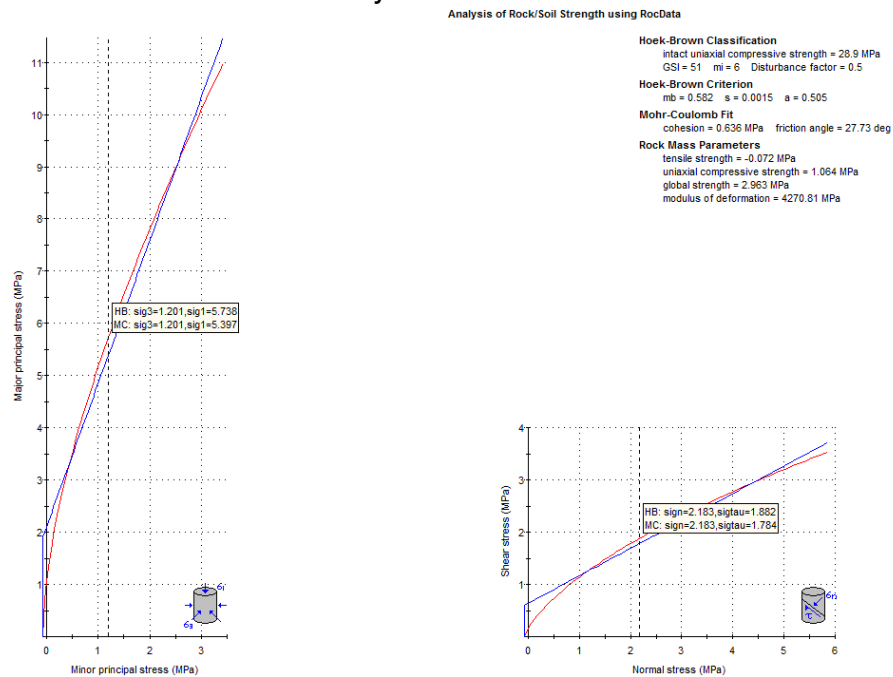 Analysis of Rock/Soil Strength using RocData
Hoek-Brown Classification
intact uniaxial compressive strength = 28.9 MPa
GSI = 51 mi = 6 Disturbance factor = 0.5
Hoek-Brown Criterion
mb = 0.582 s = 0.0015 a = 0.505
Mohr-Coulomb Fit
cohesion = 0.636 MPa friction angle = 27.73 deg
Rock Mass Parameters
tensile strength = -0.072 MPa
uniaxial compressive strength = 1.064 MPa
global strength = 2.963 MPa
modulus of deformation = 4270.81 MPa
Major principal stress (MPa)
11
10
9
8
7
6
5
4
3
2
1
HB: sig3=1.201,sig1=5.738
MC: sig3=1.201,sig1=5.397
σ1
σ3
0 1 2 3
Minor principal stress (MPa)
Shear stress (MPa)
4
3
2
1
HB: sign=2.183,sigtau=1.882
MC: sign=2.183,sigtau=1.784
σn
τ
0 1 2 3 4 5 6
Normal stress (MPa)